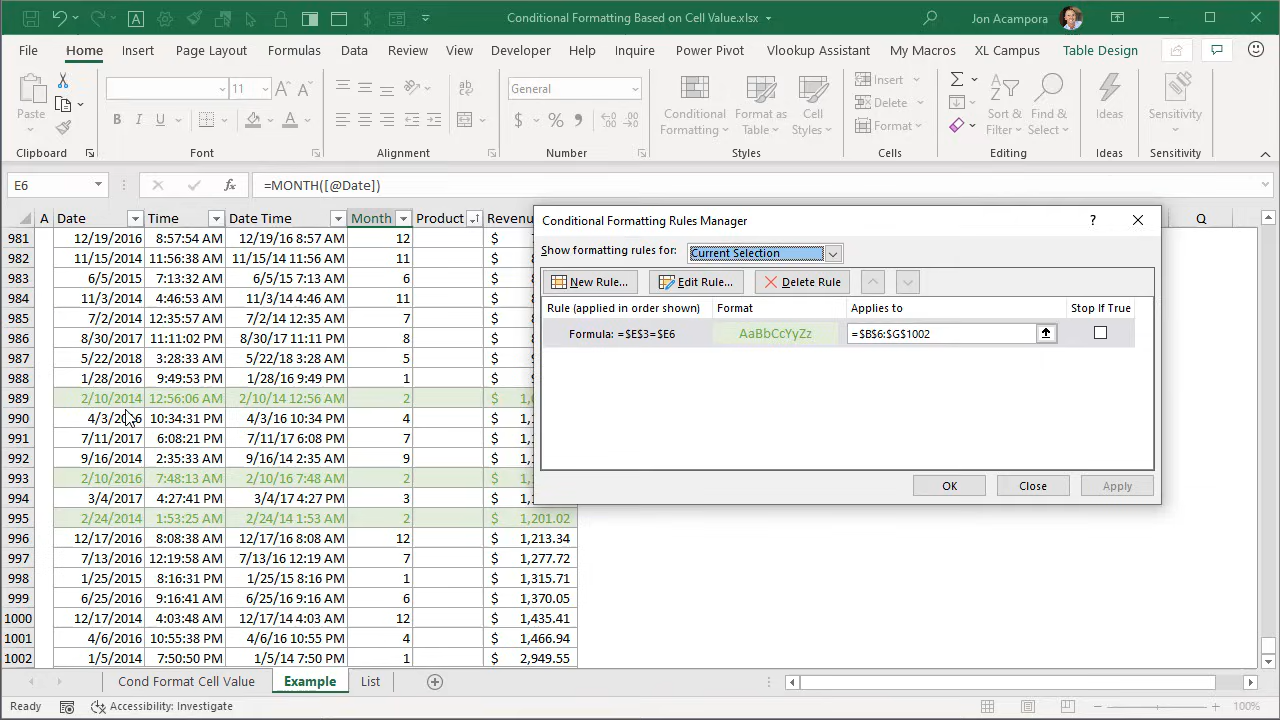 Conditional Formatting Based on Cell Value.xlsx
Jon Acampora
File Home Insert Page Layout Formulas Data Review View Developer Help Inquire Power Pivot Vlookup Assistant My Macros XL Campus Table Design
Paste
Clipboard
11
B I U A
Font
ab
Alignment
General
$ % ,
Number
Conditional Formatting
Format as Table
Cell Styles
Styles
Insert
Delete
Format
Cells
Sort & Filter
Find & Select
Editing
Ideas
Ideas
Sensitivity
Sensitivity
E6
fx
=MONTH([@Date])
A Date Time Date Time Month Product Revenu Q
981 12/19/2016 8:57:54 AM 12/19/16 8:57 AM 12 $
982 11/15/2014 11:56:38 AM 11/15/14 11:56 AM 11 $
983 6/5/2015 7:13:32 AM 6/5/15 7:13 AM 6 $
984 11/3/2014 4:46:53 AM 11/3/14 4:46 AM 11 $
985 7/2/2014 12:35:57 AM 7/2/14 12:35 AM 7 $
986 8/30/2017 11:11:02 PM 8/30/17 11:11 PM 8 $
987 5/22/2018 3:28:33 AM 5/22/18 3:28 AM 5 $
988 1/28/2016 9:49:53 PM 1/28/16 9:49 PM 1 $
989 2/10/2014 12:56:06 AM 2/10/14 12:56 AM 2 $
990 4/3/2016 10:34:31 PM 4/3/16 10:34 PM 4 $
991 7/11/2017 6:08:21 PM 7/11/17 6:08 PM 7 $
992 9/16/2014 2:35:33 AM 9/16/14 2:35 AM 9 $
993 2/10/2016 7:48:13 AM 2/10/16 7:48 AM 2 $
994 3/4/2017 4:27:41 PM 3/4/17 4:27 PM 3 $
995 2/24/2014 1:53:25 AM 2/24/14 1:53 AM 2 $ 1,201.02
996 12/17/2016 8:08:38 AM 12/17/16 8:08 AM 12 $ 1,213.34
997 7/13/2016 12:19:58 AM 7/13/16 12:19 AM 7 $ 1,277.72
998 1/25/2015 8:16:31 PM 1/25/15 8:16 PM 1 $ 1,315.71
999 6/25/2016 9:16:41 PM 6/25/16 9:16 PM 6 $ 1,370.05
1000 12/17/2014 4:03:48 AM 12/17/14 4:03 AM 12 $ 1,435.41
1001 4/6/2016 10:55:38 PM 4/6/16 10:55 PM 4 $ 1,466.94
1002 1/5/2014 7:50:50 PM 1/5/14 7:50 PM 1 $ 2,949.55
Conditional Formatting Rules Manager
?
Show formatting rules for: Current Selection
New Rule... Edit Rule... Delete Rule
Rule (applied in order shown) Format Applies to Stop If True
Formula: =$E$3=$E6 AaBbCcYyZz =$B$6:$G$1002
OK Close Apply
Cond Format Cell Value Example List
Ready Accessibility: Investigate 100%